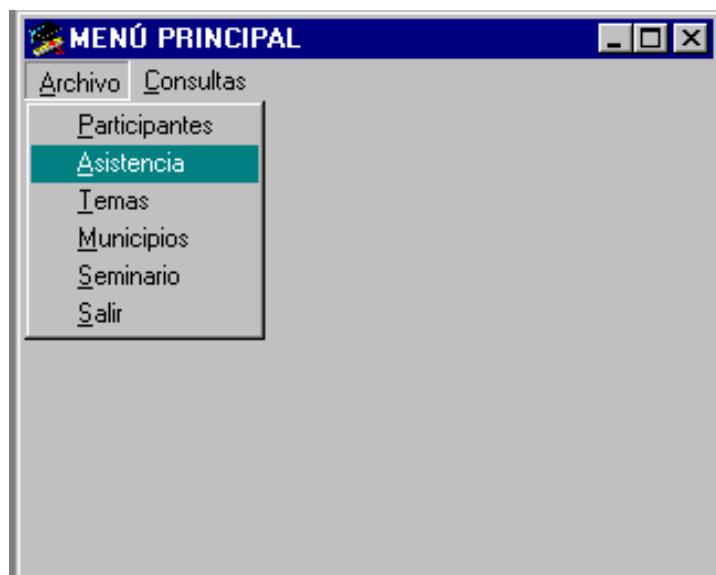 MENÚ PRINCIPAL
Archivo Consultas
Participantes
Asistencia
Temas
Municipios
Seminario
Salir